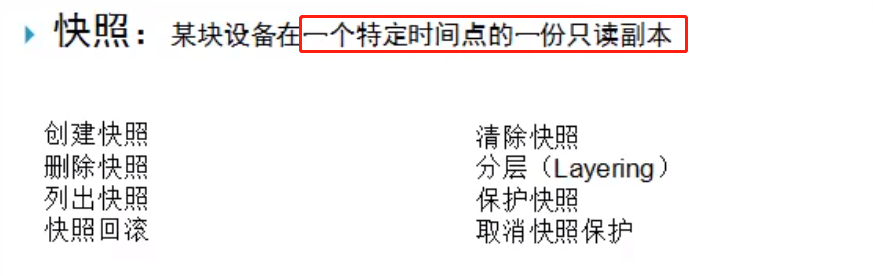 快照：某块设备在一个特定时间点的一份只读副本
创建快照
删除快照
列出快照
快照回滚
清除快照
分层（Layering）
保护快照
取消快照保护